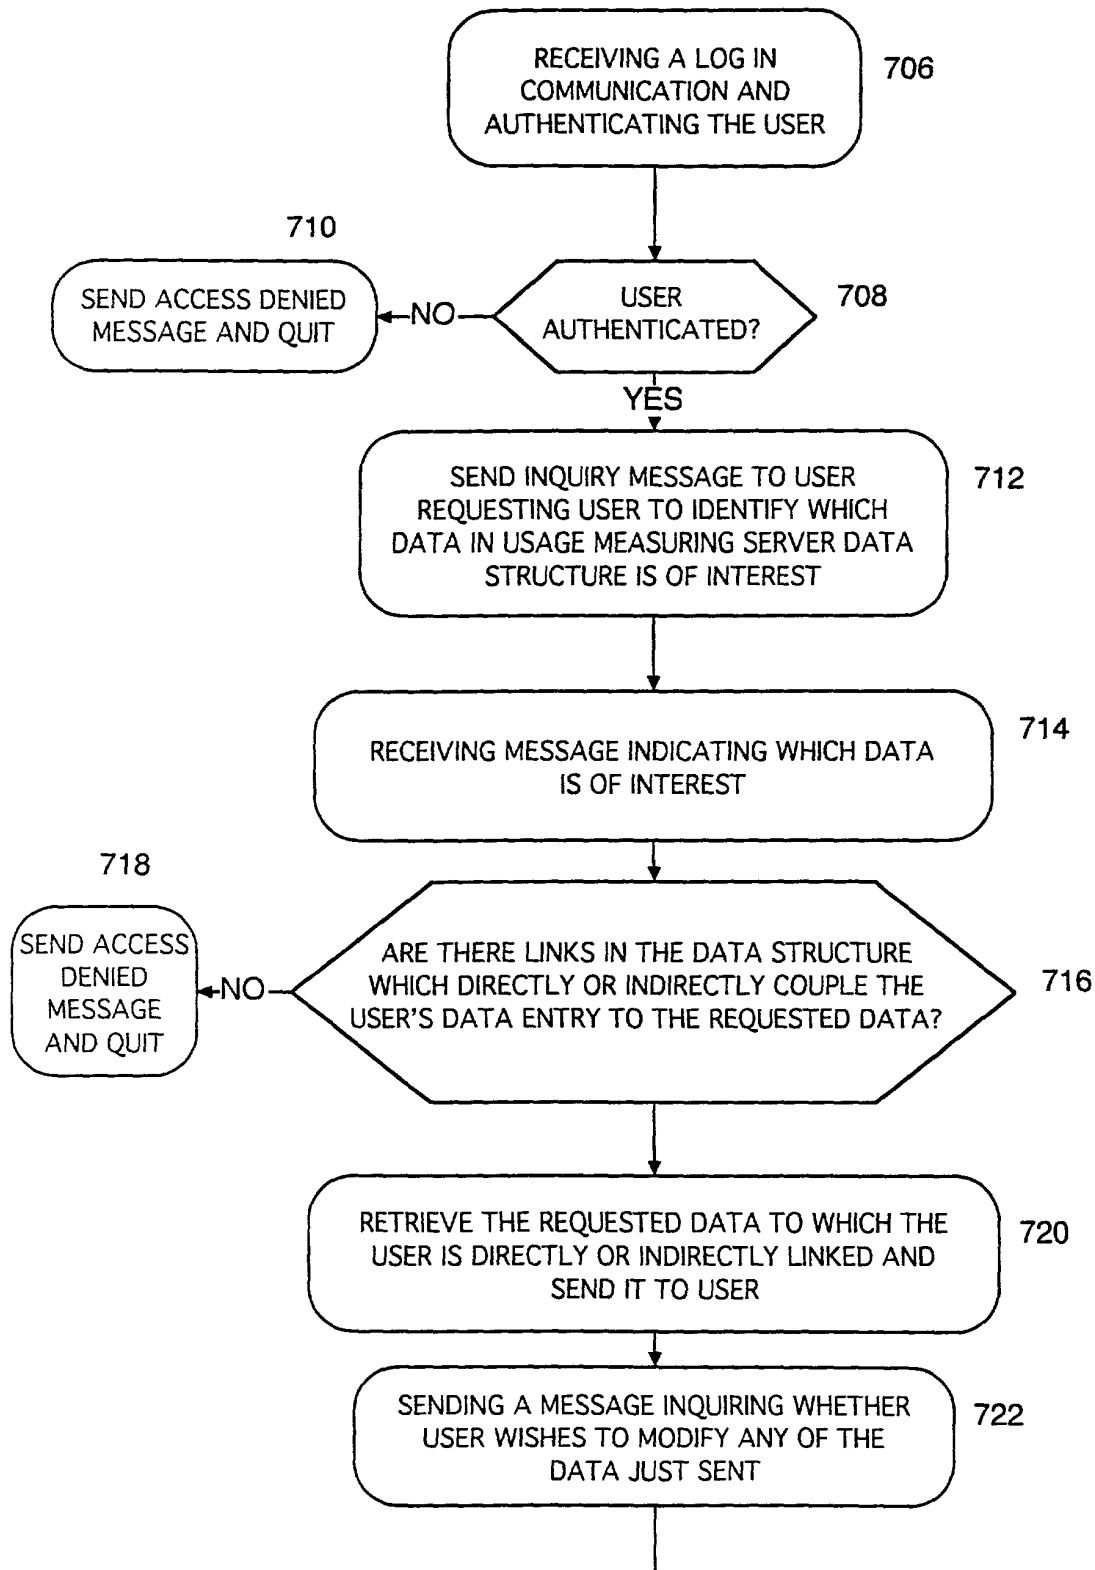 RECEIVING A LOG IN
COMMUNICATION AND
AUTHENTICATING THE USER
706
710
SEND ACCESS DENIED
MESSAGE AND QUIT
NO
USER
AUTHENTICATED?
708
YES
SEND INQUIRY MESSAGE TO USER
REQUESTING USER TO IDENTIFY WHICH
DATA IN USAGE MEASURING SERVER DATA
STRUCTURE IS OF INTEREST
712
RECEIVING MESSAGE INDICATING WHICH DATA
IS OF INTEREST
714
718
SEND ACCESS
DENIED
MESSAGE
AND QUIT
NO
ARE THERE LINKS IN THE DATA STRUCTURE
WHICH DIRECTLY OR INDIRECTLY COUPLE THE
USER'S DATA ENTRY TO THE REQUESTED DATA?
716
RETRIEVE THE REQUESTED DATA TO WHICH THE
USER IS DIRECTLY OR INDIRECTLY LINKED AND
SEND IT TO USER
720
SENDING A MESSAGE INQUIRING WHETHER
USER WISHES TO MODIFY ANY OF THE
DATA JUST SENT
722